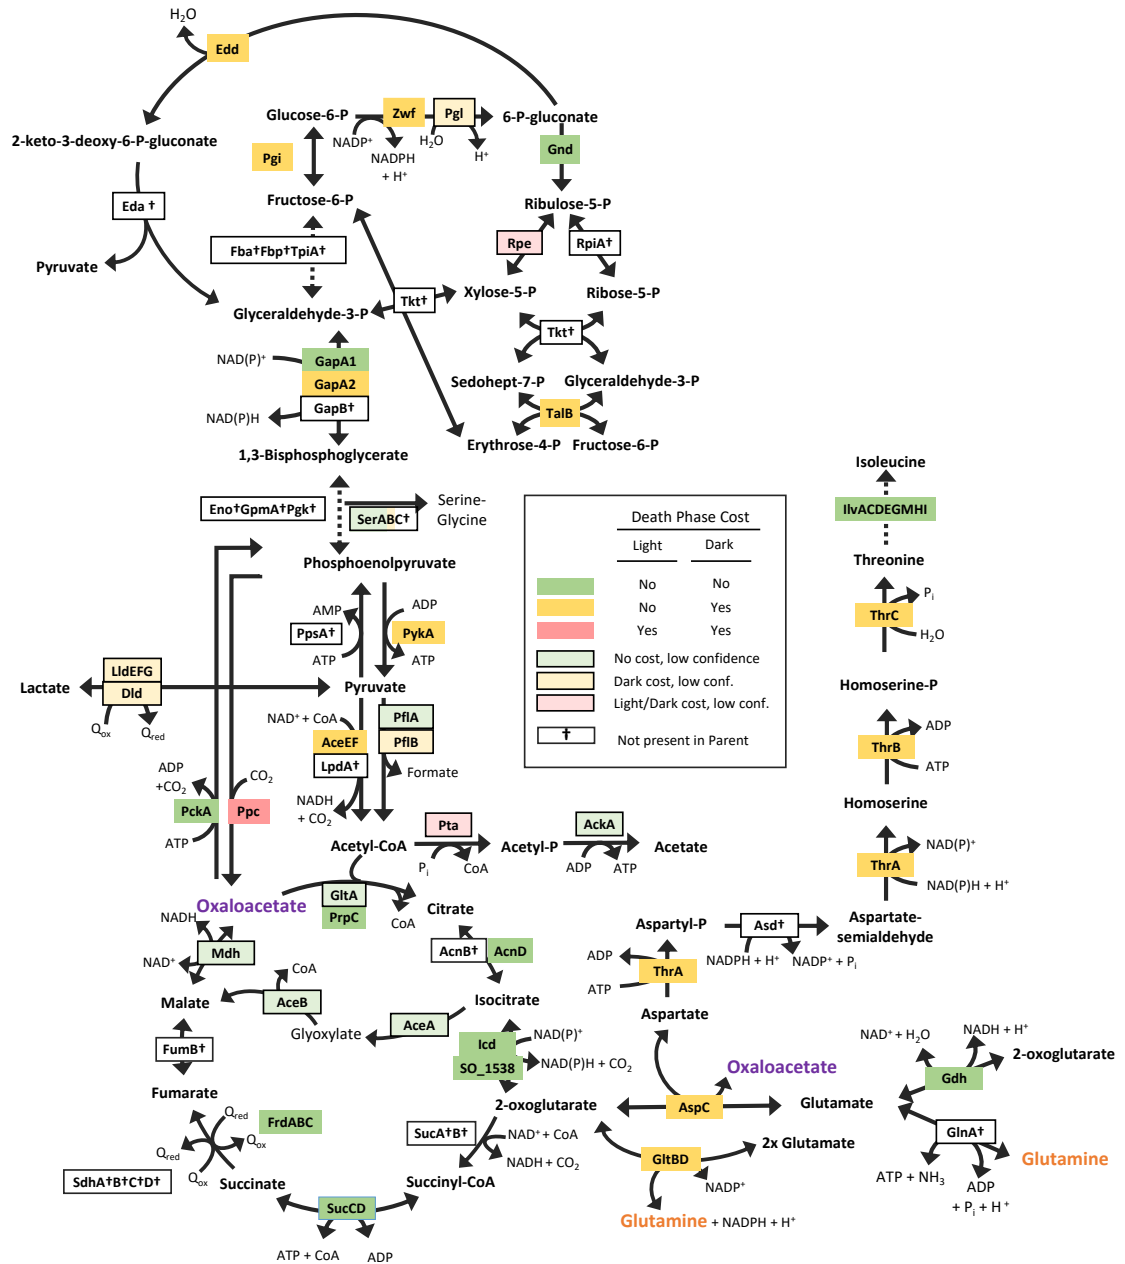 H2O
Edd
Glucose-6-P
Zwf
Pgl
6-P-gluconate
NADP+
NADPH
+ H+
H2O
H+
2-keto-3-deoxy-6-P-gluconate
Pgi
Gnd
Eda †
Fructose-6-P
Ribulose-5-P
Fba†Fbp†TpiA†
Rpe
RpiA†
Pyruvate
Xylose-5-P
Ribose-5-P
Tkt†
Glyceraldehyde-3-P
Tkt†
NAD(P)+
GapA1
GapA2
GapB†
NAD(P)H
Sedohept-7-P
Glyceraldehyde-3-P
TalB
Erythrose-4-P
Fructose-6-P
1,3-Bisphosphoglycerate
Eno†GpmA†Pgk†
SerABC†
Serine-
Glycine
Phosphoenolpyruvate
Death Phase Cost
Light
Dark
No
No
No
Yes
Yes
Yes
No cost, low confidence
Dark cost, low conf.
Light/Dark cost, low conf.
†
Not present in Parent
Isoleucine
IlvACDEGMHI
Threonine
Pi
ThrC
H2O
Homoserine-P
ADP
ThrB
ATP
Homoserine
NAD(P)+
ThrA
NAD(P)H + H+
Aspartate-
semialdehyde
AMP
PpsA†
ATP
ADP
PykA
ATP
LldEFG
Dld
Lactate
Qox
Qred
Pyruvate
NAD+ + CoA
AceEF
LpdA†
NADH
+ CO2
PflA
PflB
Formate
ADP
+CO2
CO2
PckA
Ppc
ATP
Acetyl-CoA
Pta
Pi
CoA
Acetyl-P
AckA
ADP
ATP
Acetate
Oxaloacetate
GltA
PrpC
CoA
Citrate
NADH
Mdh
NAD+
AcnB†
AcnD
Aspartyl-P
Asd†
NADPH + H+
NADP+ + Pi
ADP
ThrA
ATP
Malate
AceB
CoA
Glyoxylate
AceA
Isocitrate
Aspartate
FumB†
Icd
SO_1538
NAD(P)+
NAD(P)H + CO2
Oxaloacetate
NAD+ + H2O
NADH + H+
2-oxoglutarate
Gdh
Fumarate
2-oxoglutarate
AspC
Glutamate
Qred
FrdABC
Qox
Qred
Qox
SdhA†B†C†D†
SucA†B†
NAD+ + CoA
NADH + CO2
GltBD
2x Glutamate
NADP+
GlnA†
Glutamine
ATP + NH3
ADP
+ Pi + H +
Succinate
Succinyl-CoA
SucCD
Glutamine + NADPH + H+
ATP + CoA
ADP